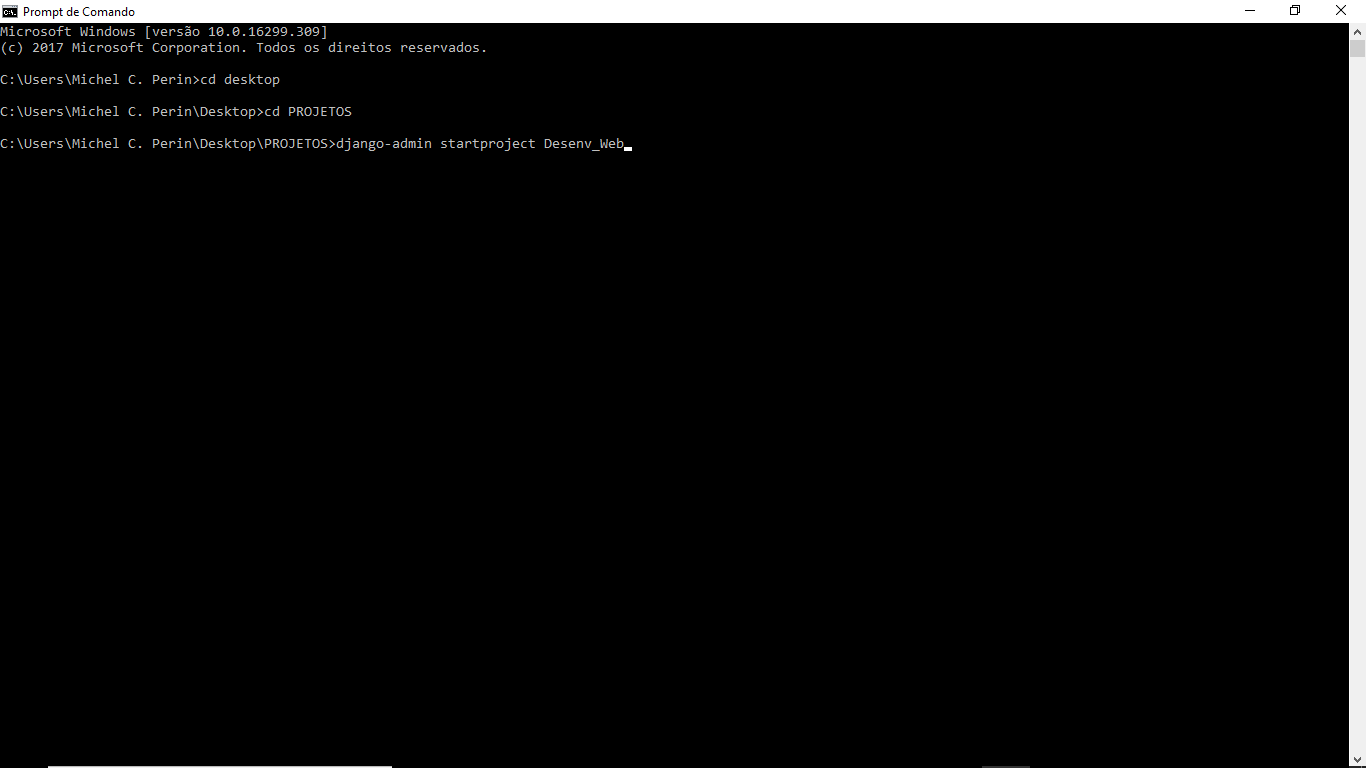 Prompt de Comando
Microsoft Windows [versão 10.0.16299.309]
(c) 2017 Microsoft Corporation. Todos os direitos reservados.
C:\Users\Michel C. Perin>cd desktop
C:\Users\Michel C. Perin\Desktop>cd PROJETOS
C:\Users\Michel C. Perin\Desktop\PROJETOS>django-admin startproject Desenv_Web